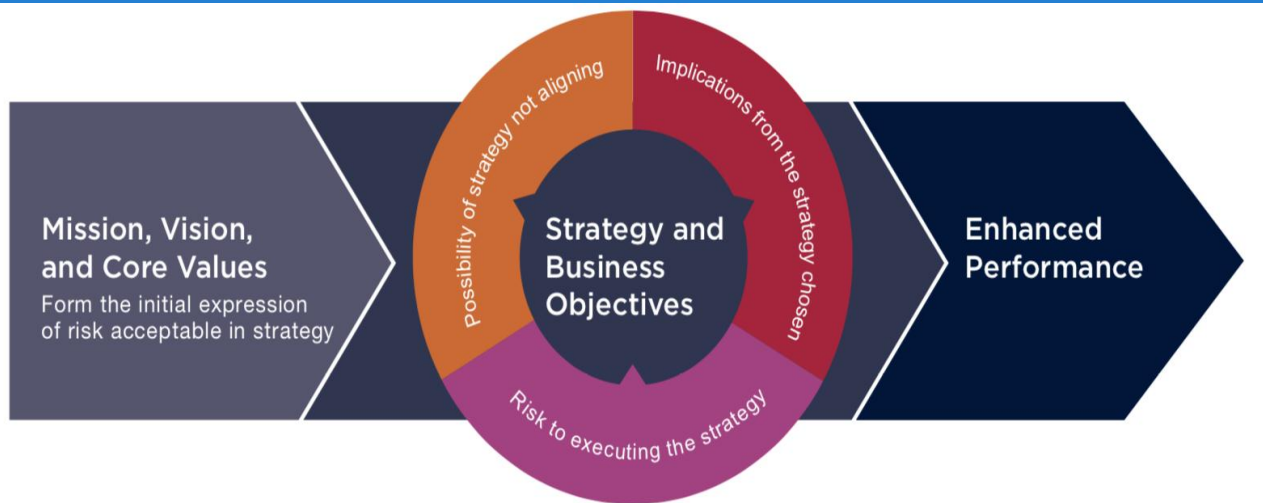 Mission, Vision,
and Core Values
Form the initial expression
of risk acceptable in strategy
Possibility of strategy not aligning
Implications from the strategy chosen
Strategy and
Business
Objectives
Risk to executing the strategy
Enhanced
Performance